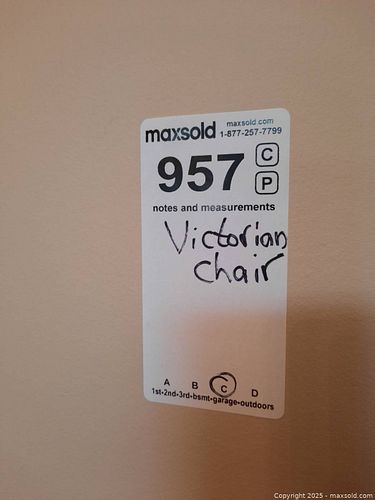 maxsold maxsold.com
1-877-257-7799
957 C
P
notes and measurements
Victorian
chair
A B C D
1st-2nd-3rd-bsmt-garage-outdoors
Copyright 2025 - maxsold.com